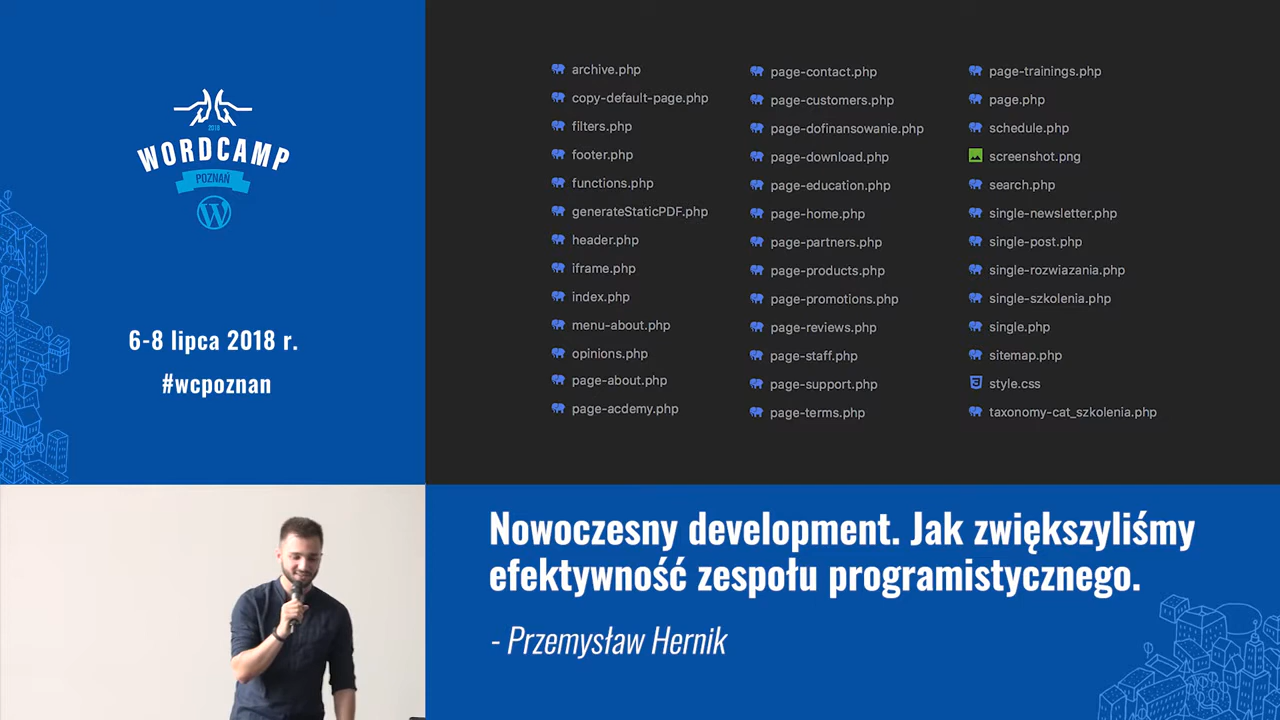 2018
WORDCAMP
POZNAŃ
W
6-8 lipca 2018 r.
#wcpoznan
archive.php
copy-default-page.php
filters.php
footer.php
functions.php
generateStaticPDF.php
header.php
iframe.php
index.php
menu-about.php
opinions.php
page-about.php
page-acdemy.php
page-contact.php
page-customers.php
page-dofinansowanie.php
page-download.php
page-education.php
page-home.php
page-partners.php
page-products.php
page-promotions.php
page-reviews.php
page-staff.php
page-support.php
page-terms.php
page-trainings.php
page.php
schedule.php
screenshot.png
search.php
single-newsletter.php
single-post.php
single-rozwiazania.php
single-szkolenia.php
single.php
sitemap.php
style.css
taxonomy-cat_szkolenia.php
Nowoczesny development. Jak zwiększyliśmy
efektywność zespołu programistycznego.
- Przemysław Hernik